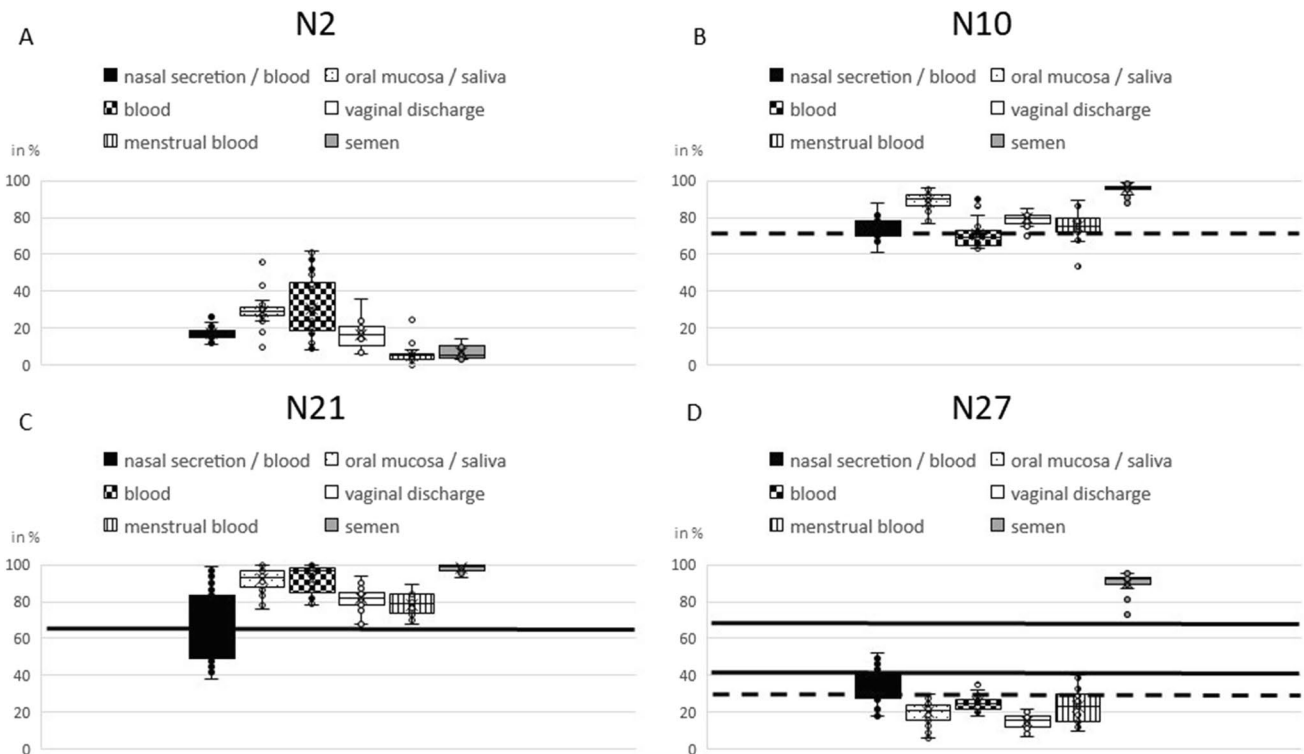 A
N2
nasal secretion / blood oral mucosa / saliva
blood vaginal discharge
menstrual blood semen
in %
100
80
60
40
20
0
B
N10
nasal secretion / blood oral mucosa / saliva
blood vaginal discharge
menstrual blood semen
in %
100
80
60
40
20
0
C
N21
nasal secretion / blood oral mucosa / saliva
blood vaginal discharge
menstrual blood semen
in %
100
80
60
40
20
0
D
N27
nasal secretion / blood oral mucosa / saliva
blood vaginal discharge
menstrual blood semen
in %
100
80
60
40
20
0